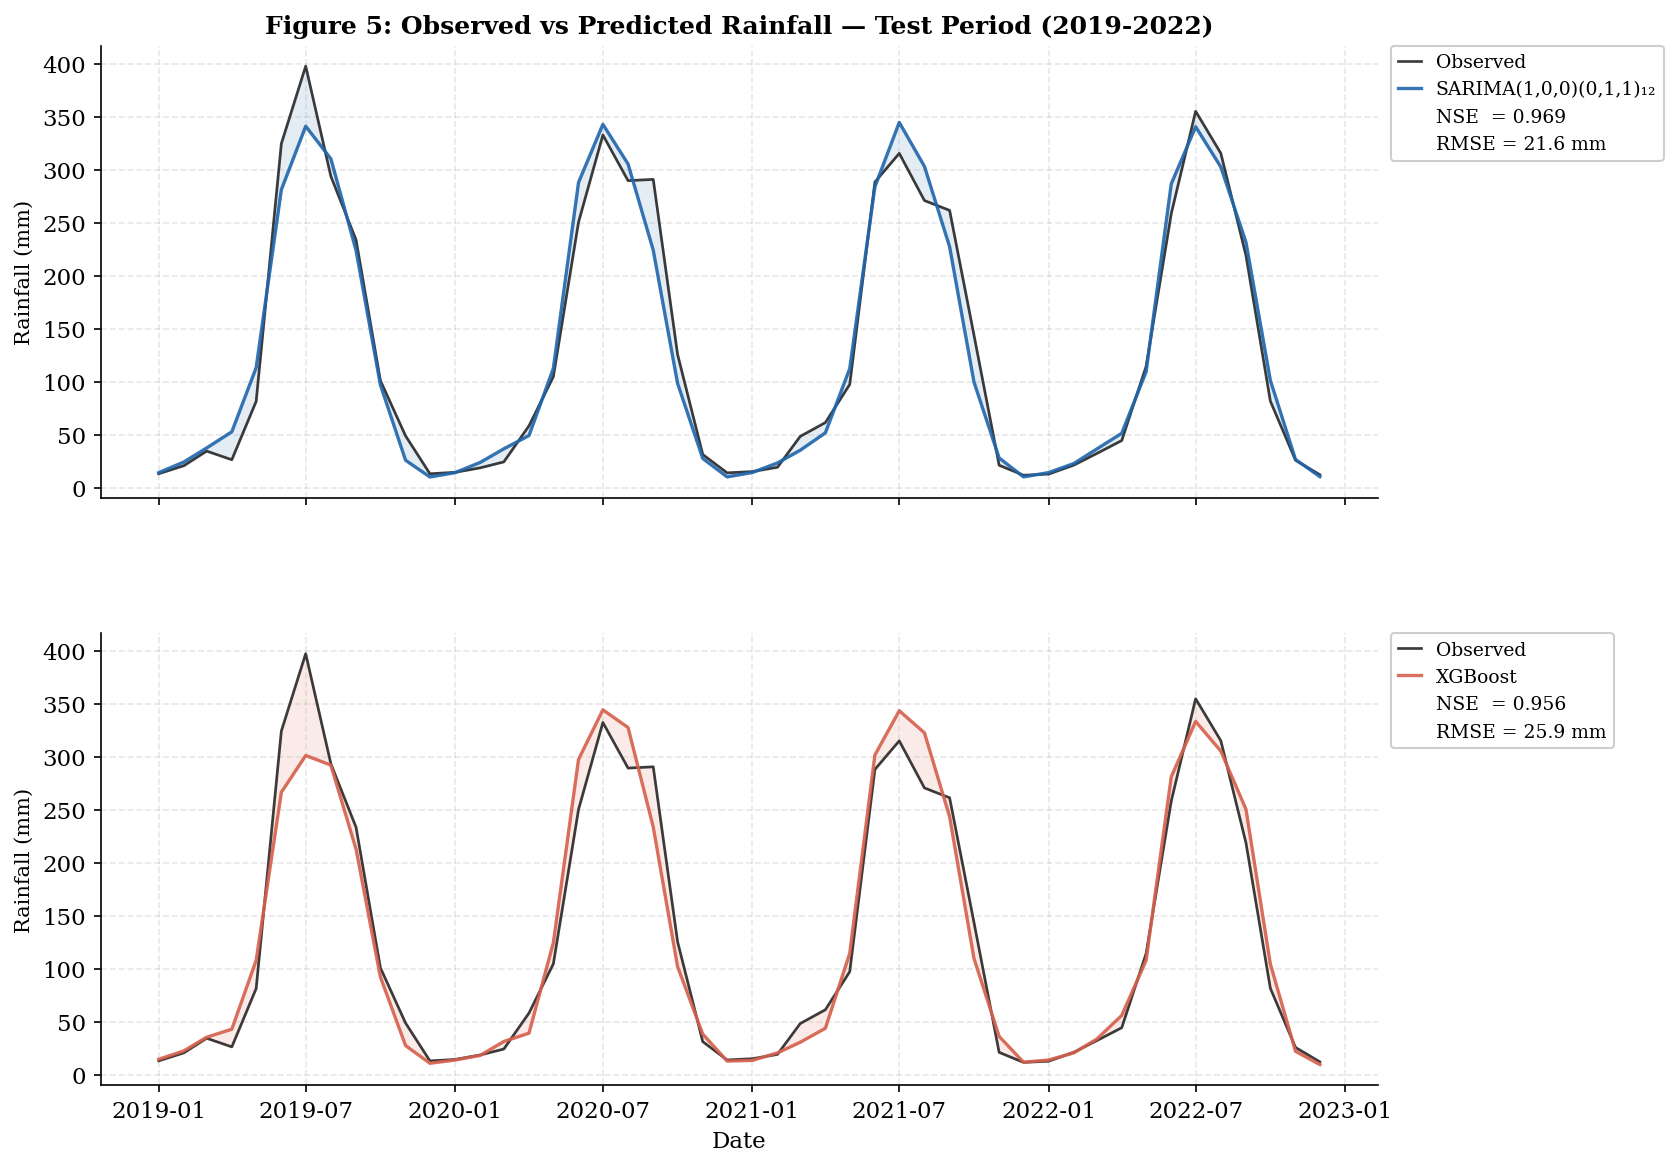 Figure 5: Observed vs Predicted Rainfall — Test Period (2019-2022)
Rainfall (mm)
400
350
300
250
200
150
100
50
0
Observed
SARIMA(1,0,0)(0,1,1)₁₂
NSE  = 0.969
RMSE = 21.6 mm
Rainfall (mm)
400
350
300
250
200
150
100
50
0
Observed
XGBoost
NSE  = 0.956
RMSE = 25.9 mm
2019-01 2019-07 2020-01 2020-07 2021-01 2021-07 2022-01 2022-07 2023-01
Date